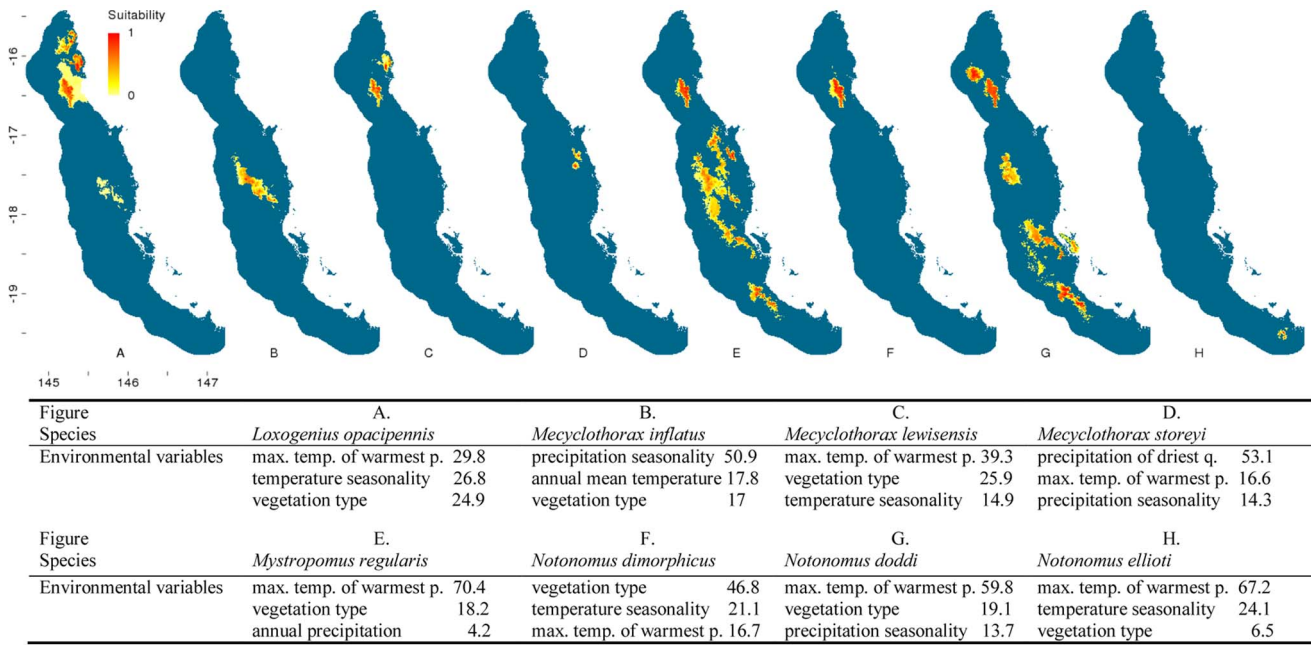 Suitability
1
0
-16
-17
-18
-19
A
B
C
D
E
F
G
H
145
146
147
Figure A. B. C. D.
Species Loxogenius opacipennis Mecyclothorax inflatus Mecyclothorax lewisensis Mecyclothorax storeyi
Environmental variables max. temp. of warmest p. 29.8 precipitation seasonality 50.9 max. temp. of warmest p. 39.3 precipitation of driest q. 53.1
temperature seasonality 26.8 annual mean temperature 17.8 vegetation type 25.9 max. temp. of warmest p. 16.6
vegetation type 24.9 vegetation type 17 temperature seasonality 14.9 precipitation seasonality 14.3
Figure E. F. G. H.
Species Mystropomus regularis Notonomus dimorphicus Notonomus doddi Notonomus ellioti
Environmental variables max. temp. of warmest p. 70.4 vegetation type 46.8 max. temp. of warmest p. 59.8 max. temp. of warmest p. 67.2
vegetation type 18.2 temperature seasonality 21.1 vegetation type 19.1 temperature seasonality 24.1
annual precipitation 4.2 max. temp. of warmest p. 16.7 precipitation seasonality 13.7 vegetation type 6.5